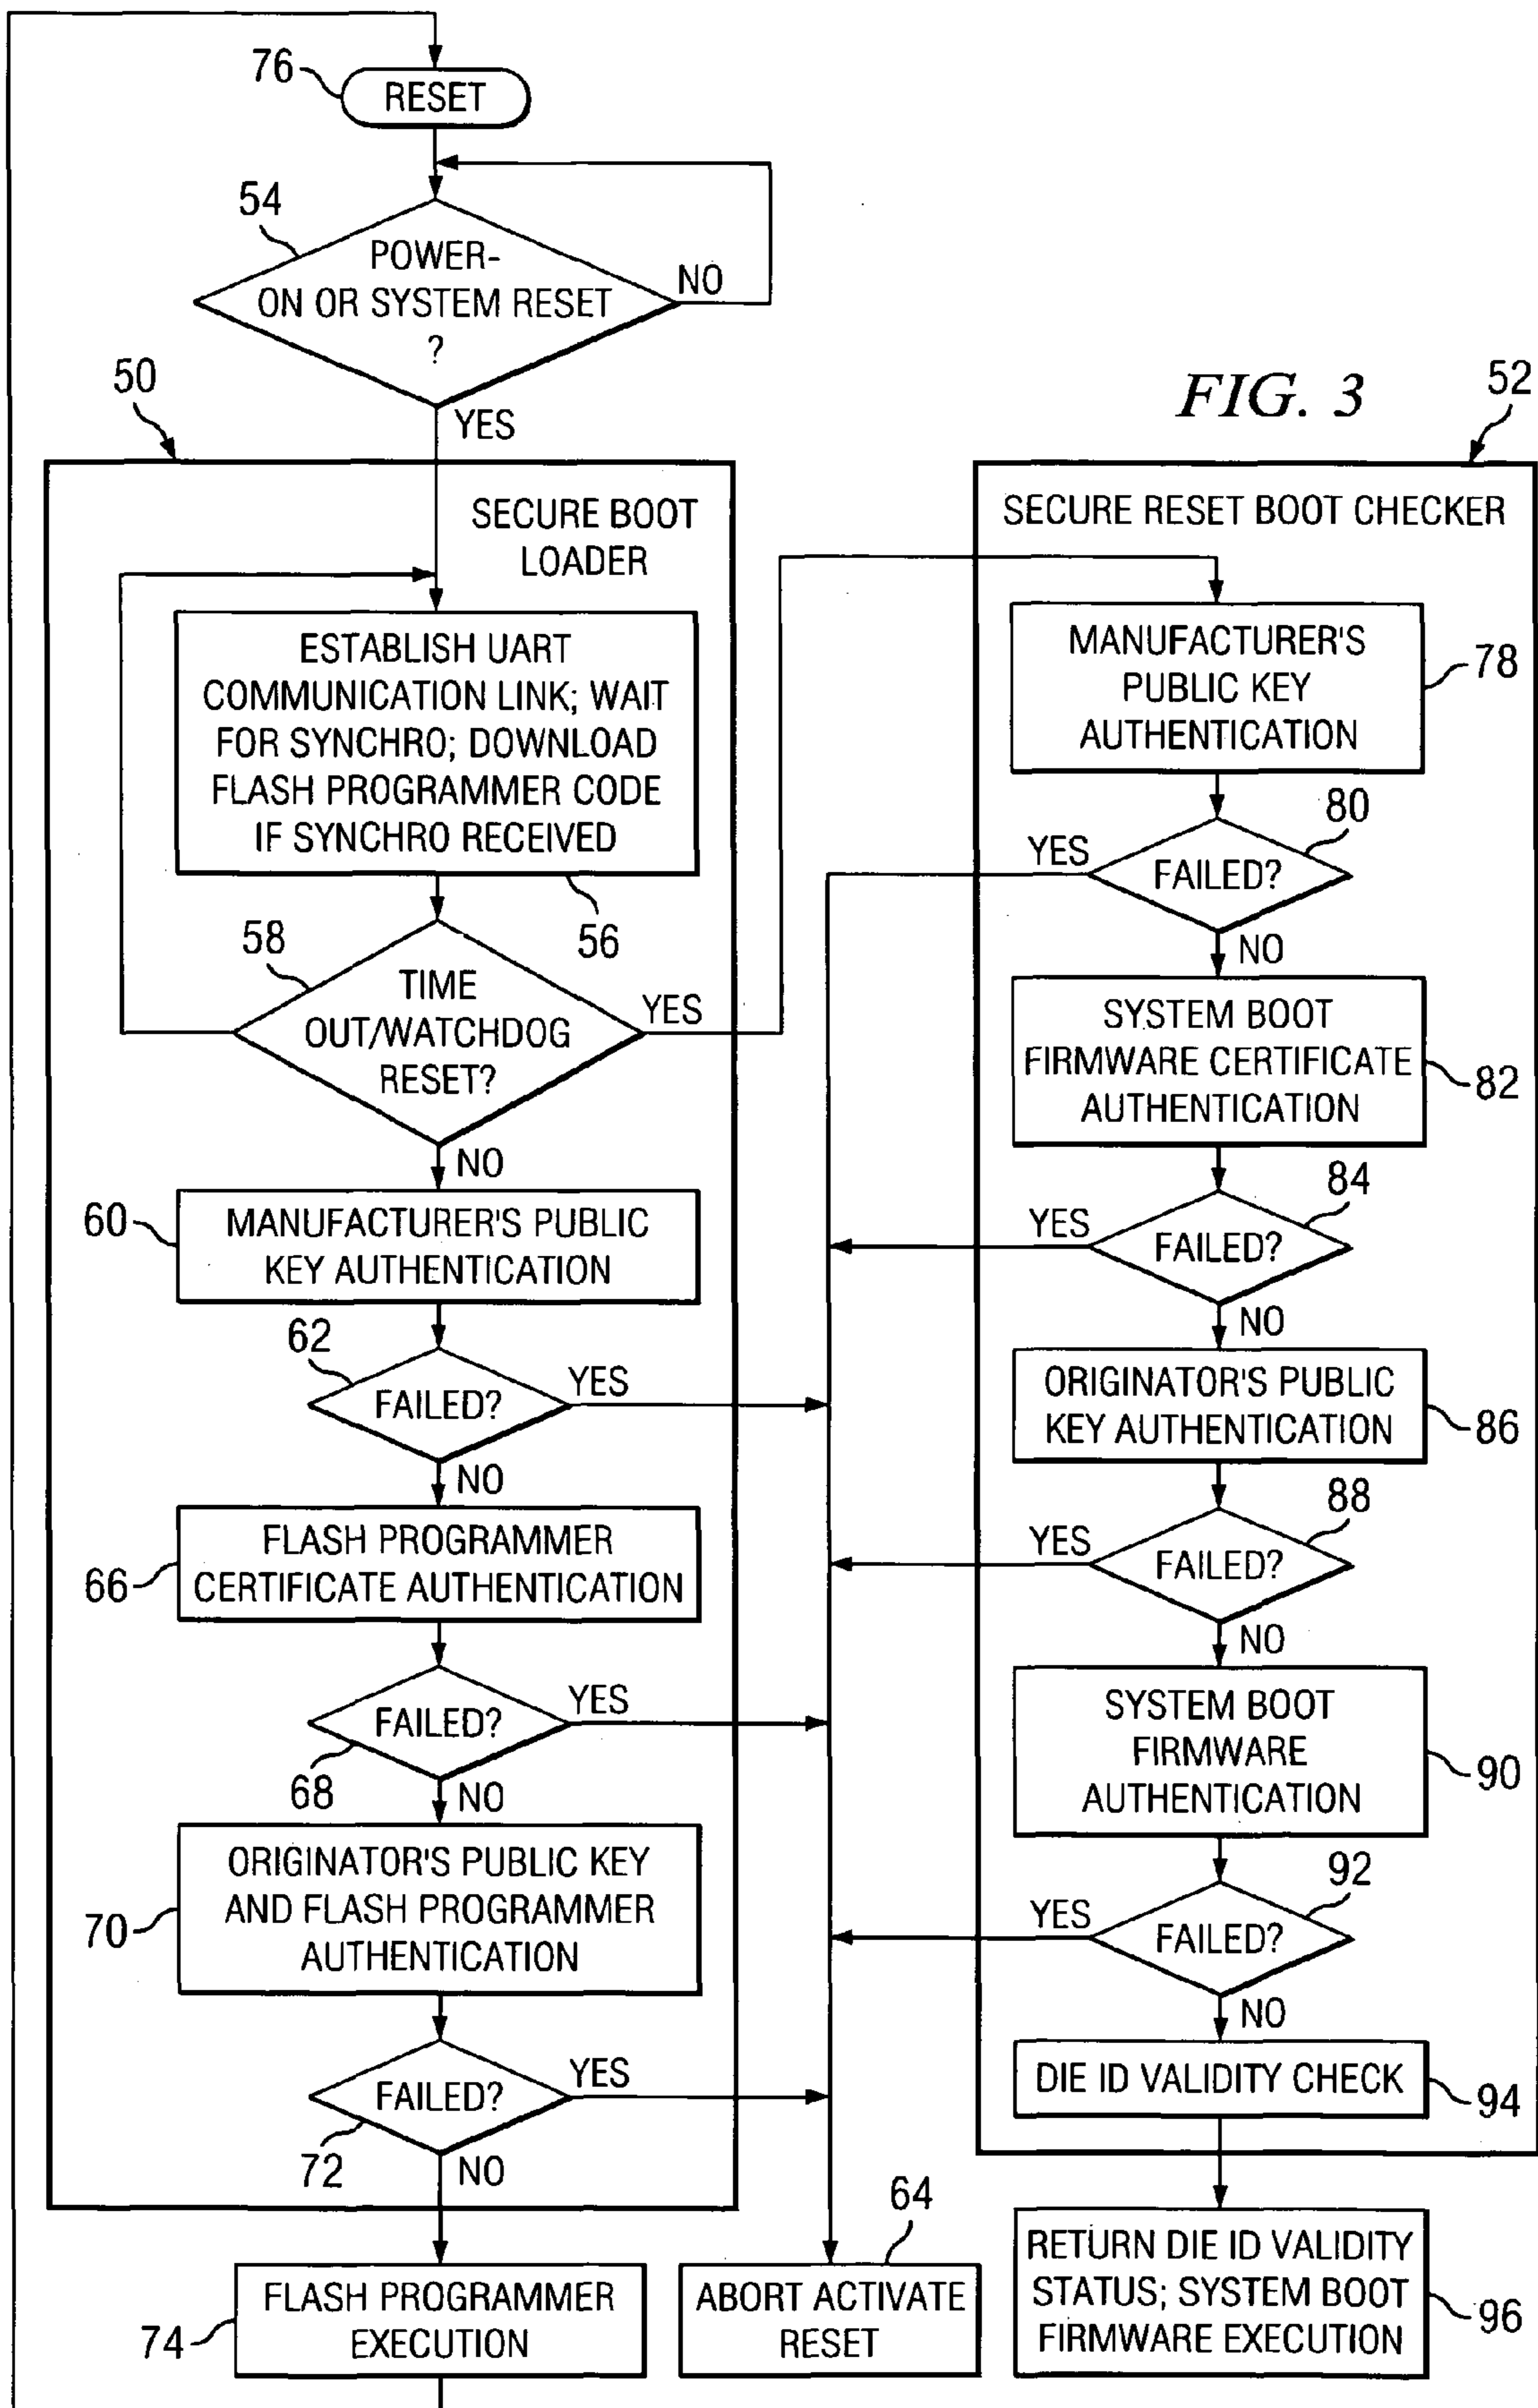 76
RESET
54
POWER-
ON OR SYSTEM RESET
?
NO
YES
50
FIG. 3
52
SECURE BOOT
LOADER
ESTABLISH UART
COMMUNICATION LINK; WAIT
FOR SYNCHRO; DOWNLOAD
FLASH PROGRAMMER CODE
IF SYNCHRO RECEIVED
56
58
TIME
OUT/WATCHDOG
RESET?
YES
NO
60
MANUFACTURER'S PUBLIC
KEY AUTHENTICATION
62
FAILED?
YES
NO
66
FLASH PROGRAMMER
CERTIFICATE AUTHENTICATION
FAILED?
YES
68
NO
70
ORIGINATOR'S PUBLIC KEY
AND FLASH PROGRAMMER
AUTHENTICATION
FAILED?
YES
72
NO
74
FLASH PROGRAMMER
EXECUTION
64
ABORT ACTIVATE
RESET
SECURE RESET BOOT CHECKER
MANUFACTURER'S
PUBLIC KEY
AUTHENTICATION
78
80
YES
FAILED?
NO
SYSTEM BOOT
FIRMWARE CERTIFICATE
AUTHENTICATION
82
84
YES
FAILED?
NO
ORIGINATOR'S PUBLIC
KEY AUTHENTICATION
86
88
YES
FAILED?
NO
SYSTEM BOOT
FIRMWARE
AUTHENTICATION
90
92
YES
FAILED?
NO
DIE ID VALIDITY CHECK
94
RETURN DIE ID VALIDITY
STATUS; SYSTEM BOOT
FIRMWARE EXECUTION
96